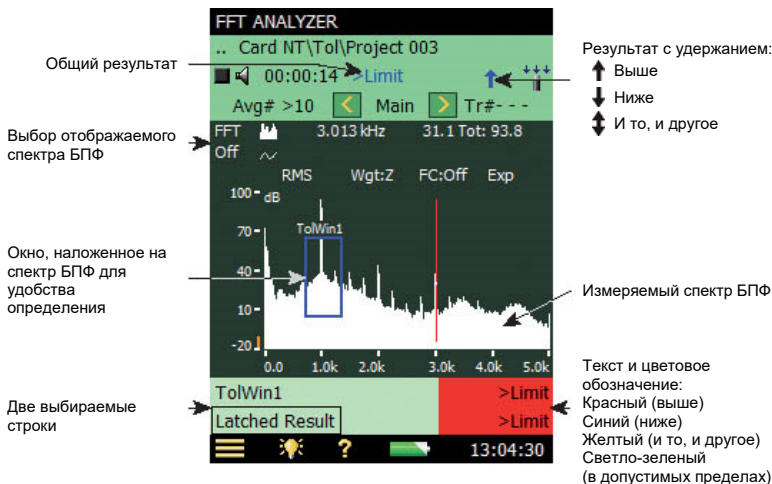 FFT ANALYZER
.. Card NT\Tol\Project 003
00:00:14 >Limit
Avg# >10 < Main > Tr#- - -
FFT 3.013 kHz 31.1 Tot: 93.8
Off
RMS Wgt:Z FC:Off Exp
100
dB
70
TolWin1
40
10
-20
0.0 1.0k 2.0k 3.0k 4.0k 5.0k
TolWin1 >Limit
Latched Result >Limit
? 13:04:30
Общий результат
Выбор отображаемого
спектра БПФ
Окно, наложенное на
спектр БПФ для
удобства
определения
Две выбираемые
строки
Результат с удержанием:
Выше
Ниже
И то, и другое
Измеряемый спектр БПФ
Текст и цветовое
обозначение:
Красный (выше)
Синий (ниже)
Желтый (и то, и другое)
Светло-зеленый
(в допустимых пределах)